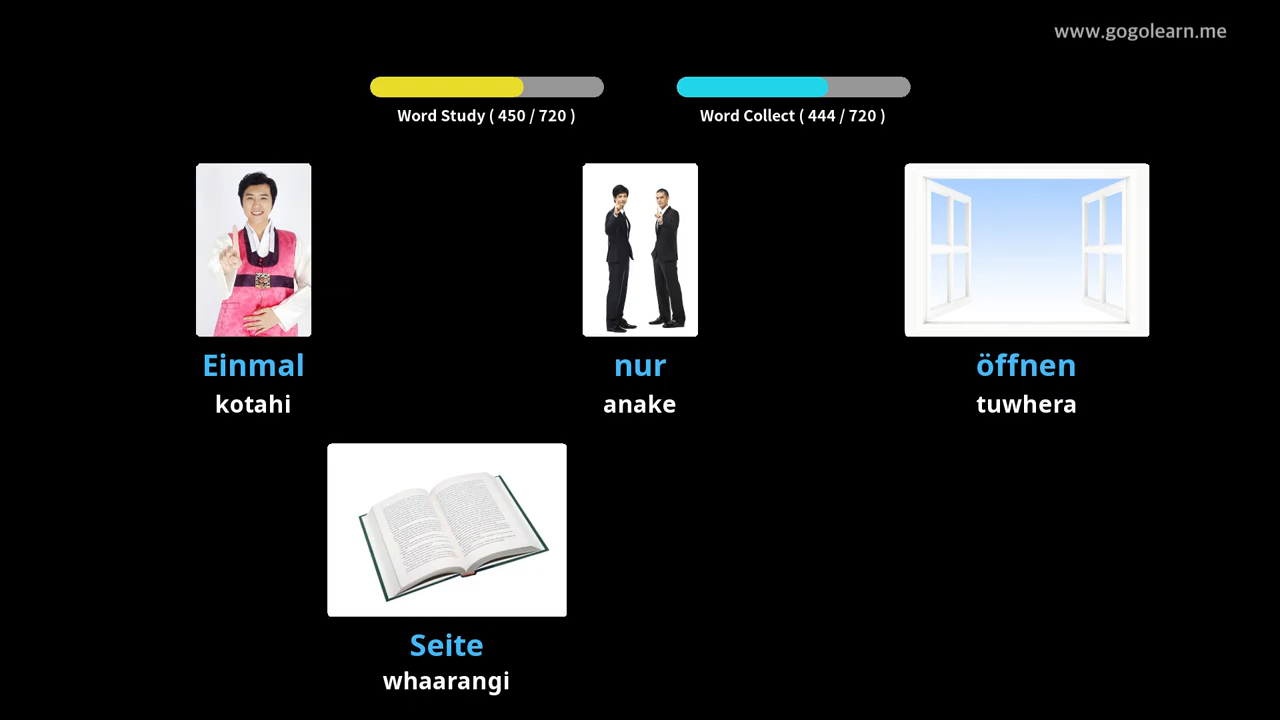 www.gogolearn.me
Word Study ( 450 / 720 )
Word Collect ( 444 / 720 )
Einmal
kotahi
nur
anake
öffnen
tuwhera
Seite
whaarangi